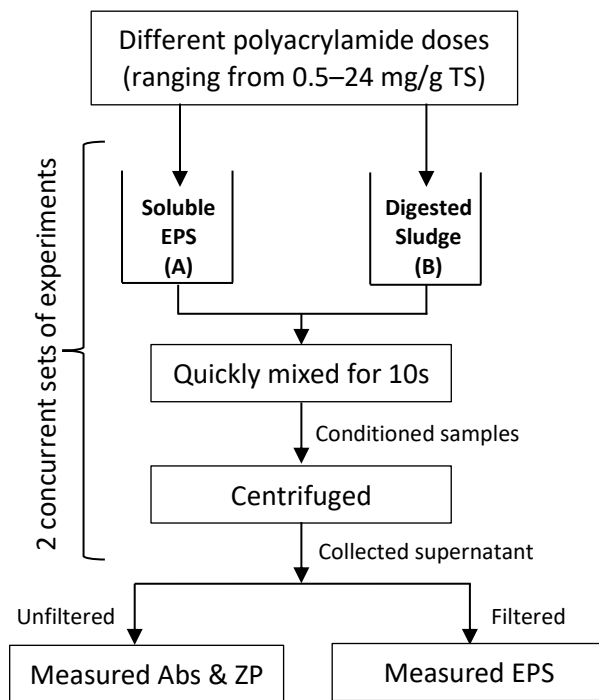 Different polyacrylamide doses
(ranging from 0.5–24 mg/g TS)
2 concurrent sets of experiments
Soluble
EPS
(A)
Digested
Sludge
(B)
Quickly mixed for 10s
Conditioned samples
Centrifuged
Collected supernatant
Unfiltered
Filtered
Measured Abs & ZP
Measured EPS